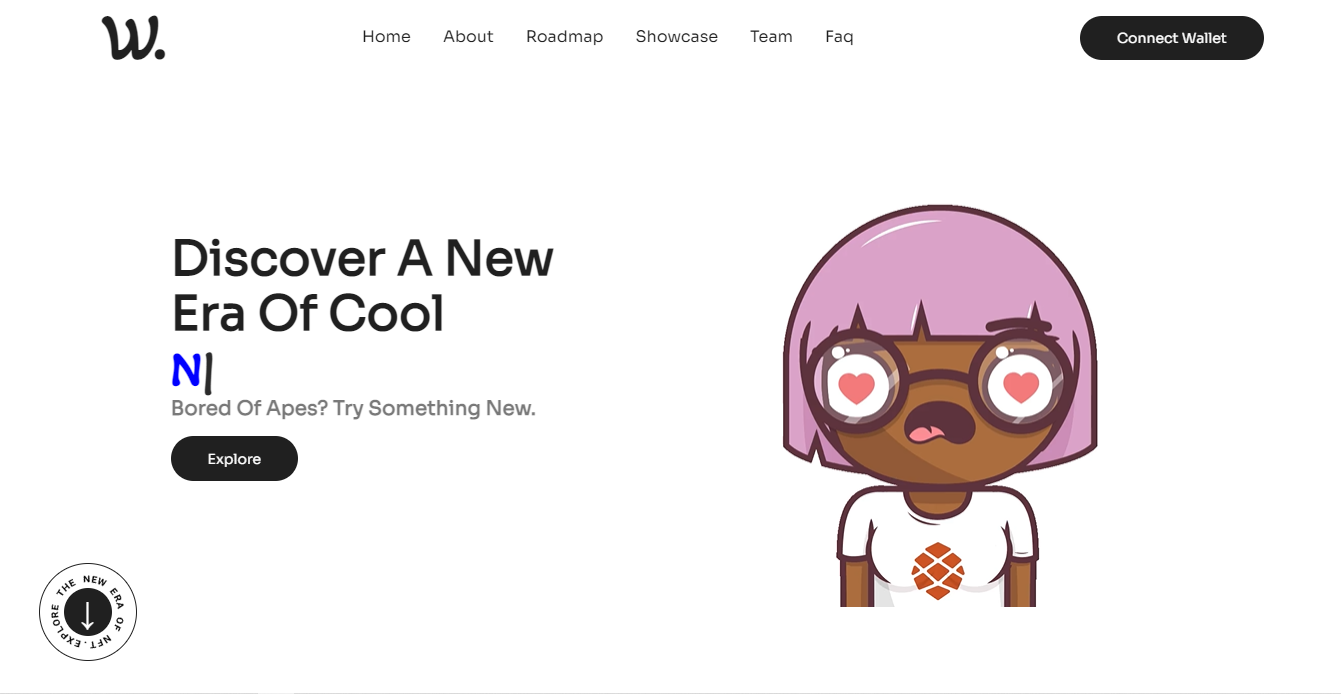 W.
Home
About
Roadmap
Showcase
Team
Faq
Connect Wallet
Discover A New
Era Of Cool
N|
Bored Of Apes? Try Something New.
Explore
EXPLORE THE NEW ERA OF NFT.